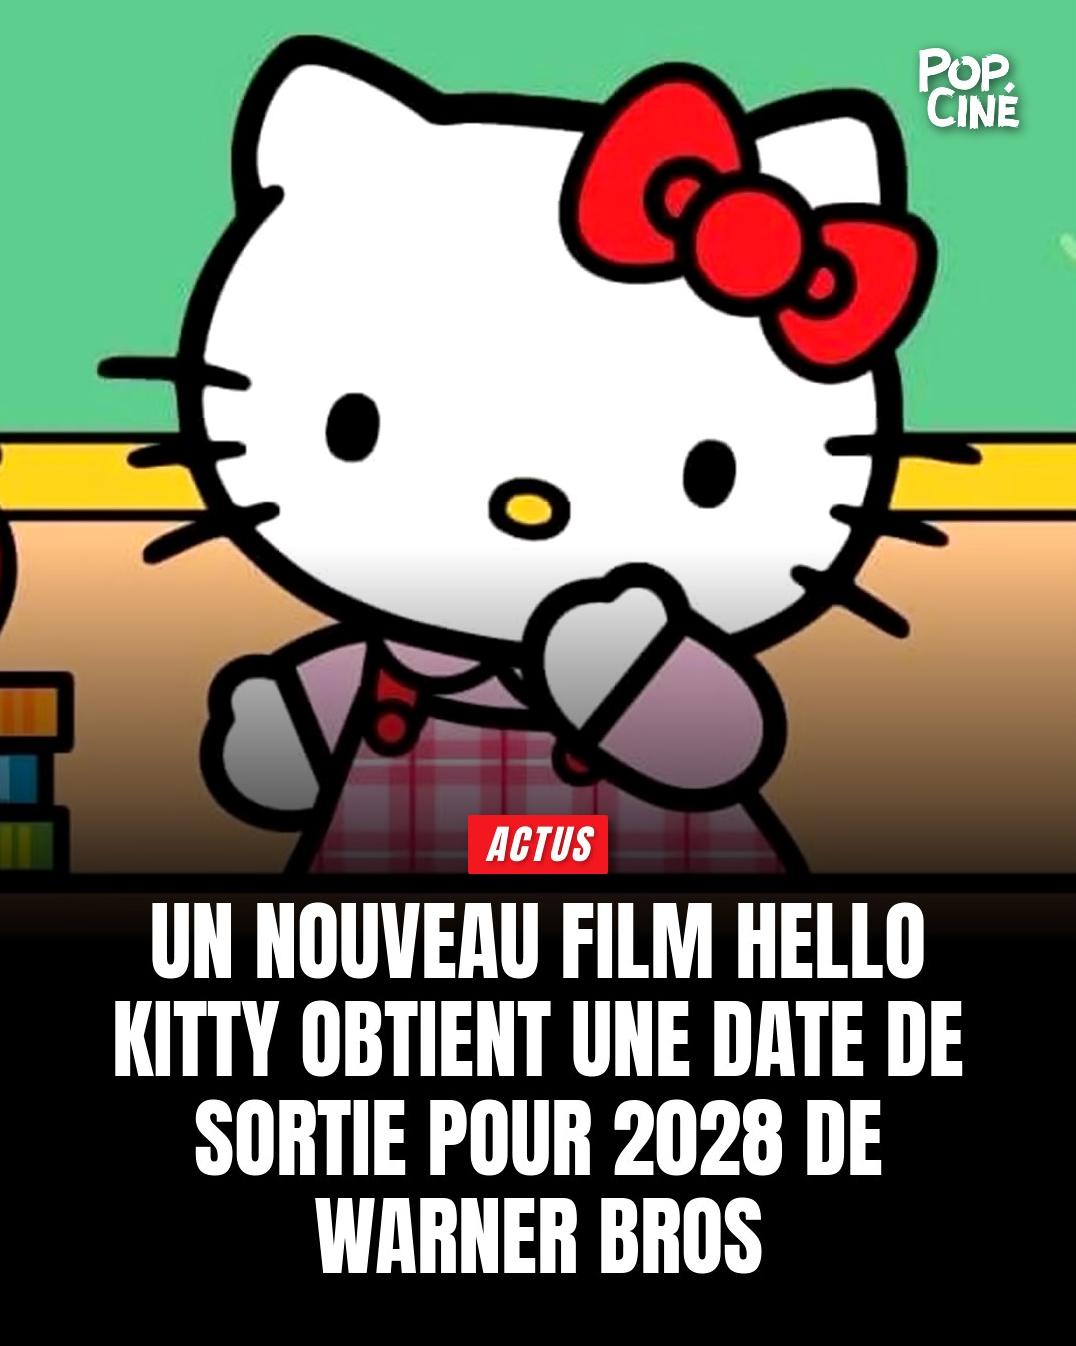 POP.
CINÉ
ACTUS
UN NOUVEAU FILM HELLO
KITTY OBTIENT UNE DATE DE
SORTIE POUR 2028 DE
WARNER BROS